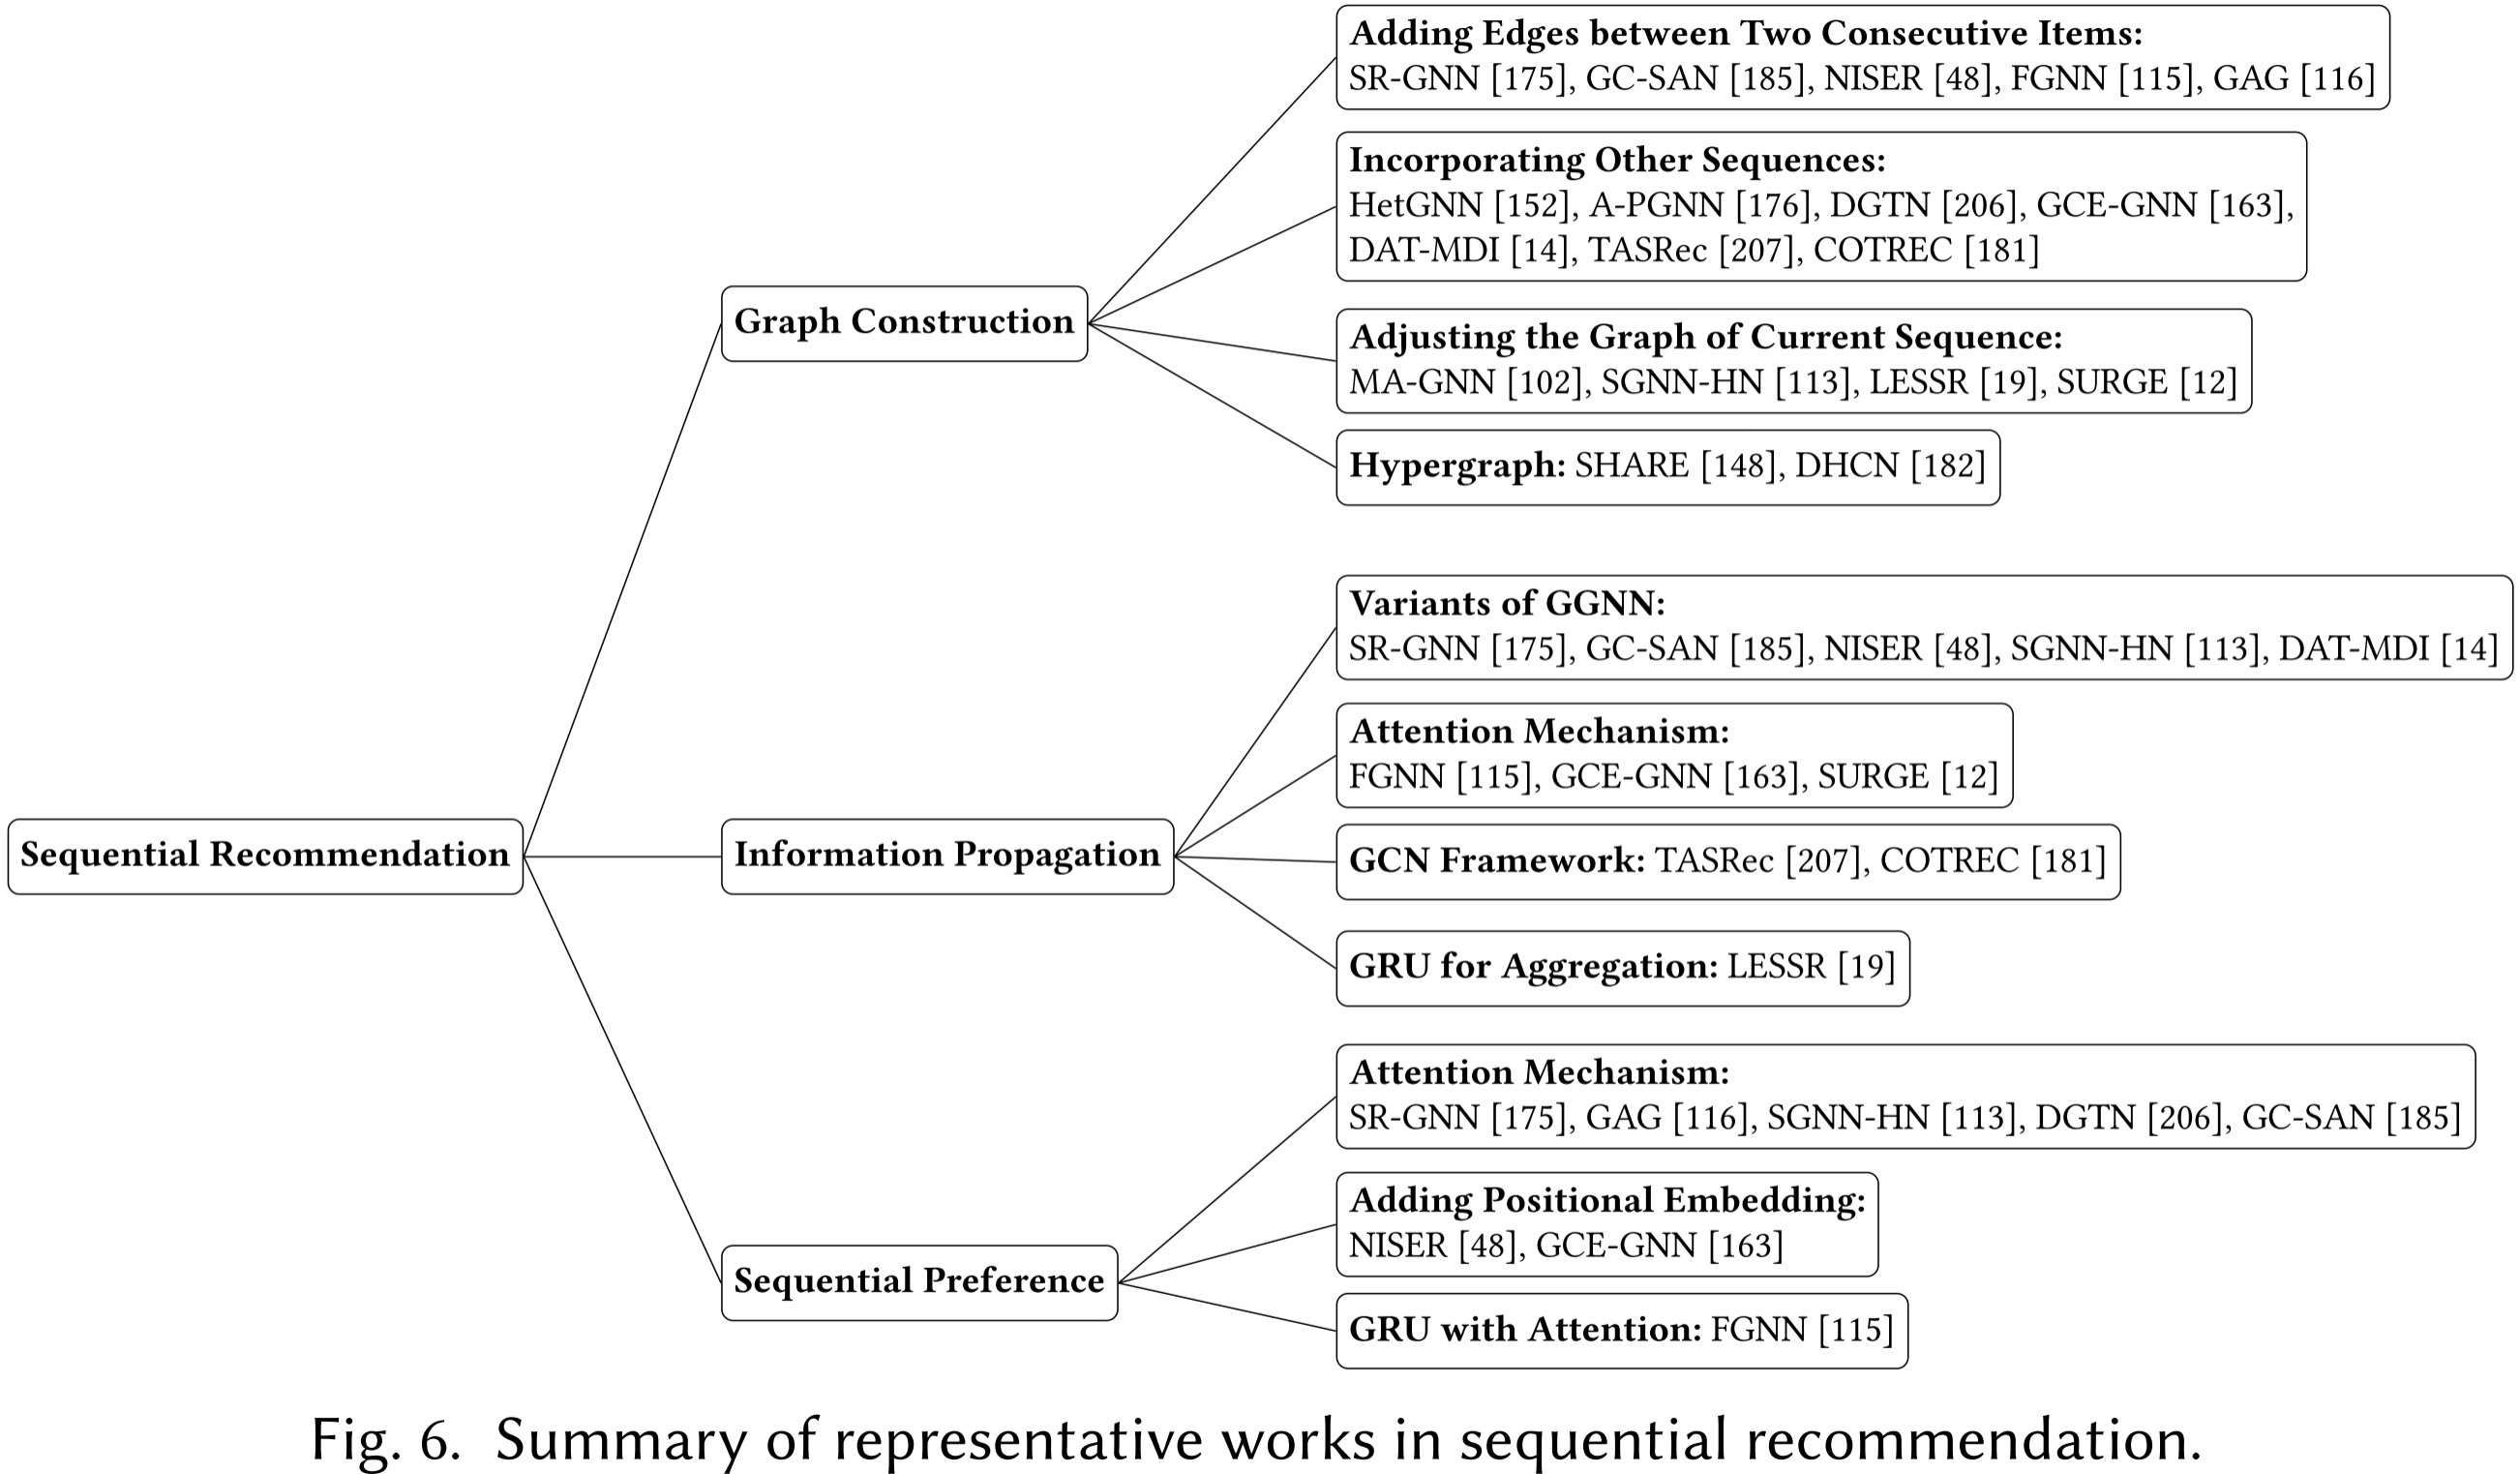 Sequential Recommendation
Graph Construction
Adding Edges between Two Consecutive Items:
SR-GNN [175], GC-SAN [185], NISER [48], FGNN [115], GAG [116]
Incorporating Other Sequences:
HetGNN [152], A-PGNN [176], DGTN [206], GCE-GNN [163],
DAT-MDI [14], TASRec [207], COTREC [181]
Adjusting the Graph of Current Sequence:
MA-GNN [102], SGNN-HN [113], LESSR [19], SURGE [12]
Hypergraph: SHARE [148], DHCN [182]
Information Propagation
Variants of GGNN:
SR-GNN [175], GC-SAN [185], NISER [48], SGNN-HN [113], DAT-MDI [14]
Attention Mechanism:
FGNN [115], GCE-GNN [163], SURGE [12]
GCN Framework: TASRec [207], COTREC [181]
GRU for Aggregation: LESSR [19]
Sequential Preference
Attention Mechanism:
SR-GNN [175], GAG [116], SGNN-HN [113], DGTN [206], GC-SAN [185]
Adding Positional Embedding:
NISER [48], GCE-GNN [163]
GRU with Attention: FGNN [115]
Fig. 6. Summary of representative works in sequential recommendation.